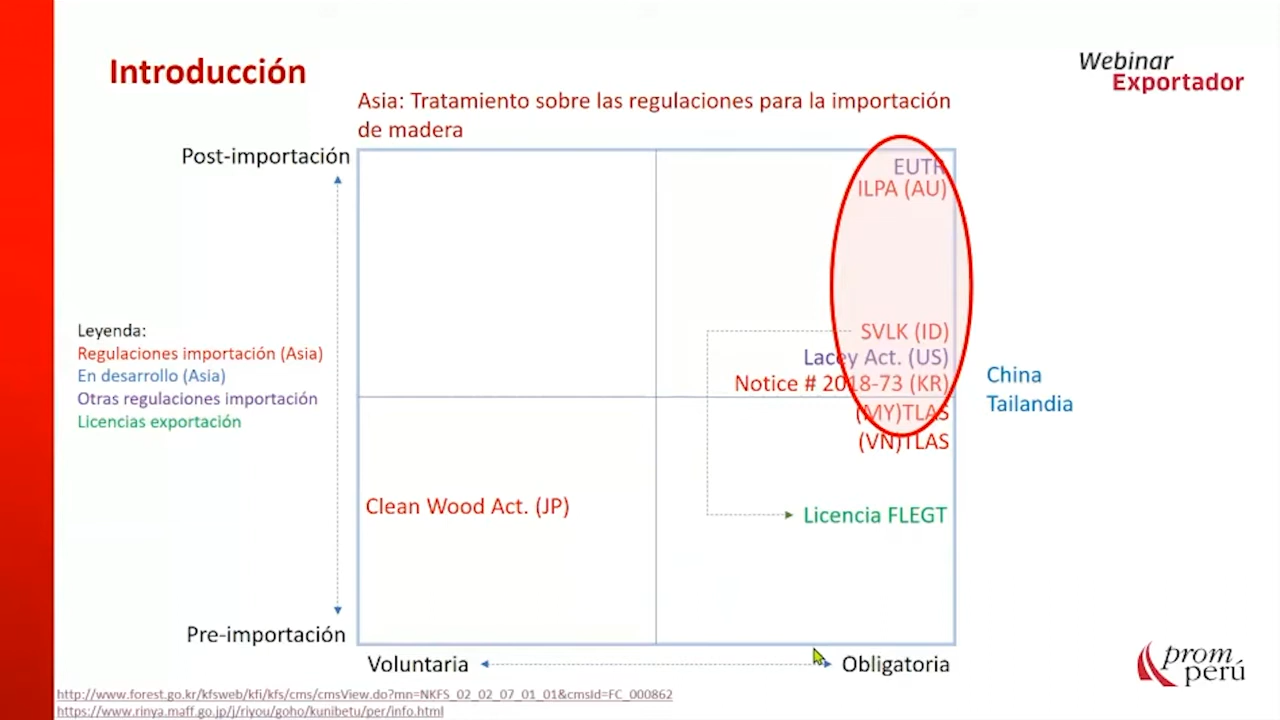 Introducción
Webinar
Exportador
Asia: Tratamiento sobre las regulaciones para la importación
de madera
Post-importación
EUTR
ILPA (AU)
SVLK (ID)
Lacey Act. (US)
Notice # 2018-73 (KR)
(MY)TLAS
(VN)TLAS
China
Tailandia
Leyenda:
Regulaciones importación (Asia)
En desarrollo (Asia)
Otras regulaciones importación
Licencias exportación
Clean Wood Act. (JP)
Licencia FLEGT
Pre-importación
Voluntaria
Obligatoria
prom
perú
http://www.forest.go.kr/kfsweb/kfi/kfs/cms/cmsView.do?mn=NKFS_02_02_07_01_01&cmsId=FC_000862
https://www.rinya.maff.go.jp/j/riyou/goho/kunibetu/per/info.html